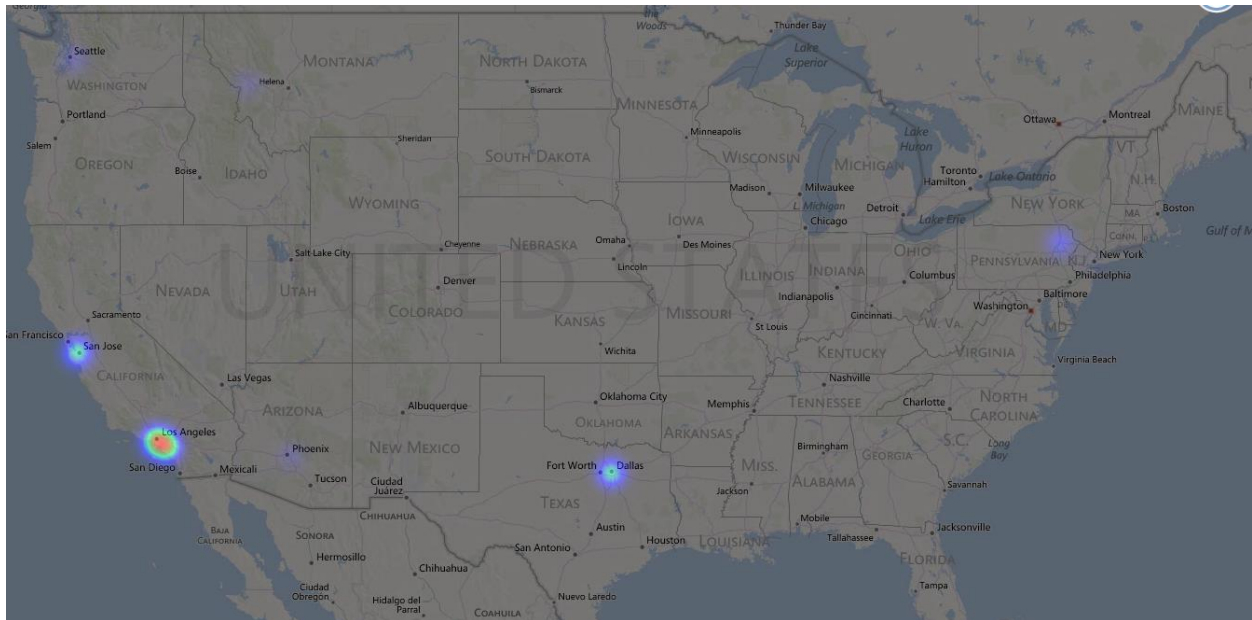 Georgia
The
Woods
Thunder Bay
Lake
Superior
Seattle
WASHINGTON
MONTANA
Helena
NORTH DAKOTA
Bismarck
MINNESOTA
Ottawa
Montreal
MAINE
Portland
Salem
OREGON
Boise
IDAHO
Sheridan
SOUTH DAKOTA
Minneapolis
WISCONSIN
MICHIGAN
Lake
Huron
Toronto
Hamilton
Lake Ontario
VT.
N.H.
WYOMING
Madison
Milwaukee
L. Michigan
Chicago
Detroit
Lake Erie
NEW YORK
MA
Boston
CONN.
Gulf of M
IOWA
Cheyenne
NEBRASKA
Omaha
Des Moines
Lincoln
Salt Lake City
UNITED STATES
NEVADA
UTAH
Denver
COLORADO
ILLINOIS
INDIANA
Indianapolis
OHIO
Columbus
PENNSYLVANIA
N.J.
New York
Philadelphia
Baltimore
Washington
MD
Sacramento
San Francisco
San Jose
CALIFORNIA
KANSAS
Wichita
MISSOURI
St Louis
Cincinnati
W. VA.
VIRGINIA
KENTUCKY
Virginia Beach
Las Vegas
ARIZONA
Albuquerque
NEW MEXICO
Oklahoma City
OKLAHOMA
ARKANSAS
Memphis
Nashville
TENNESSEE
Charlotte
NORTH
CAROLINA
S.C.
Long
Bay
Los Angeles
San Diego
Mexicali
Phoenix
Tucson
Ciudad
Juárez
Fort Worth
Dallas
TEXAS
MISS.
Jackson
Birmingham
ALABAMA
GEORGIA
Savannah
BAJA
CALIFORNIA
SONORA
Hermosillo
CHIHUAHUA
Chihuahua
Austin
San Antonio
Houston
LOUISIANA
Mobile
Tallahassee
Jacksonville
FLORIDA
Tampa
Ciudad
Obregón
Hidalgo del
Parral
COAHUILA
Nuevo Laredo